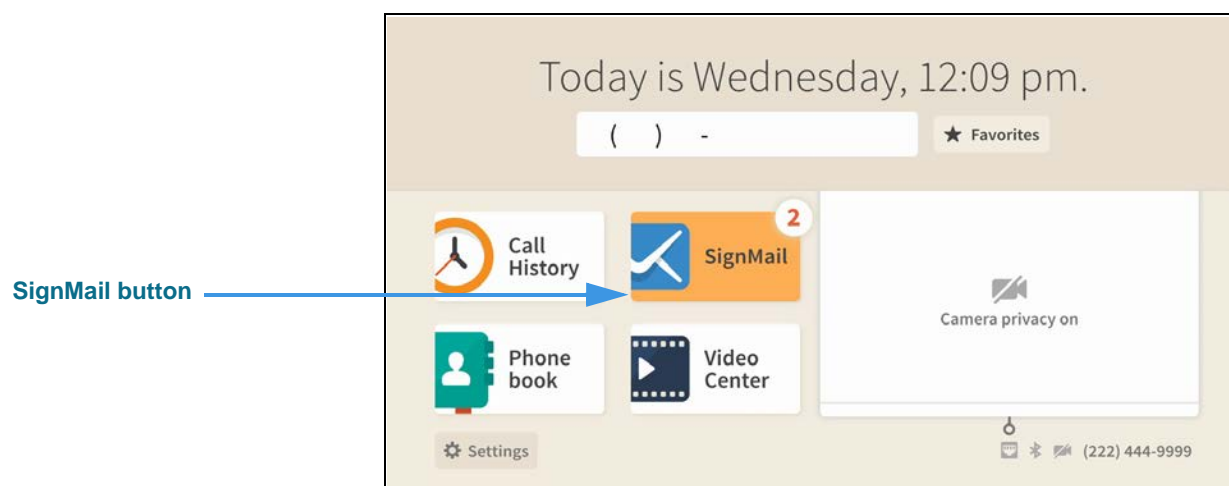 Today is Wednesday, 12:09 pm.
( ) -
★ Favorites
Call
History
2
SignMail
SignMail button
Camera privacy on
Phone
book
Video
Center
Settings
(222) 444-9999